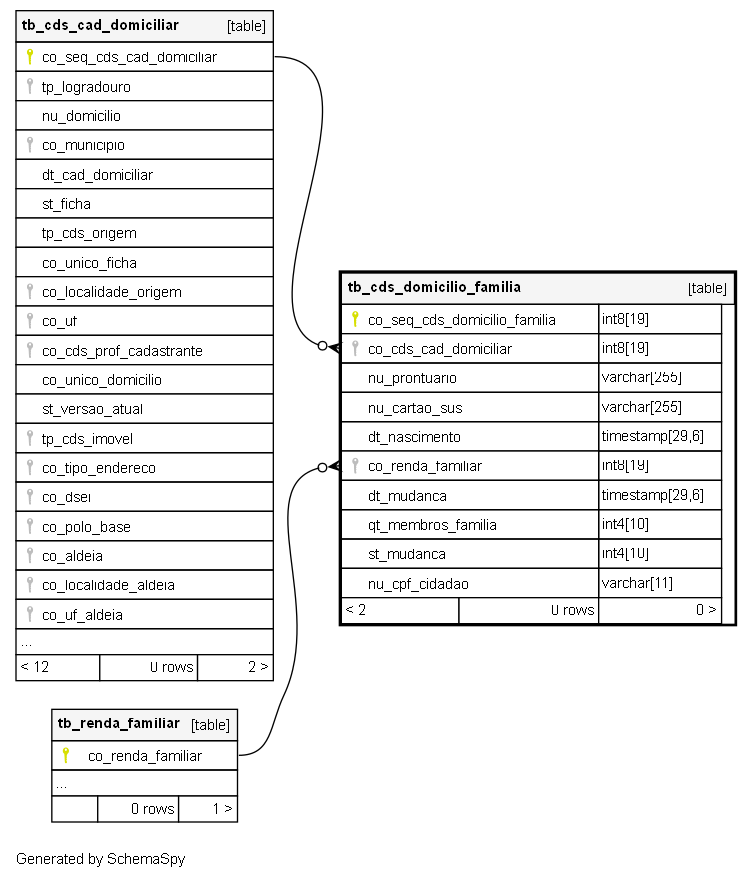 tb_cds_cad_domiciliar [table]
co_seq_cds_cad_domiciliar
tp_logradouro
nu_domicilio
co_municipio
dt_cad_domiciliar
st_ficha
tp_cds_origem
co_unico_ficha
co_localidade_origem
co_uf
co_cds_prof_cadastrante
co_unico_domicilio
st_versao_atual
tp_cds_imovel
co_tipo_endereco
co_dsei
co_polo_base
co_aldeia
co_localidade_aldeia
co_uf_aldeia
...
< 12 0 rows 2 >
tb_cds_domicilio_familia [table]
co_seq_cds_domicilio_familia int8[19]
co_cds_cad_domiciliar int8[19]
nu_prontuario varchar[255]
nu_cartao_sus varchar[255]
dt_nascimento timestamp[29,6]
co_renda_familiar int8[19]
dt_mudanca timestamp[29,6]
qt_membros_familia int4[10]
st_mudanca int4[10]
nu_cpf_cidadao varchar[11]
< 2 0 rows 0 >
tb_renda_familiar [table]
co_renda_familiar
...
0 rows 1 >
Generated by SchemaSpy